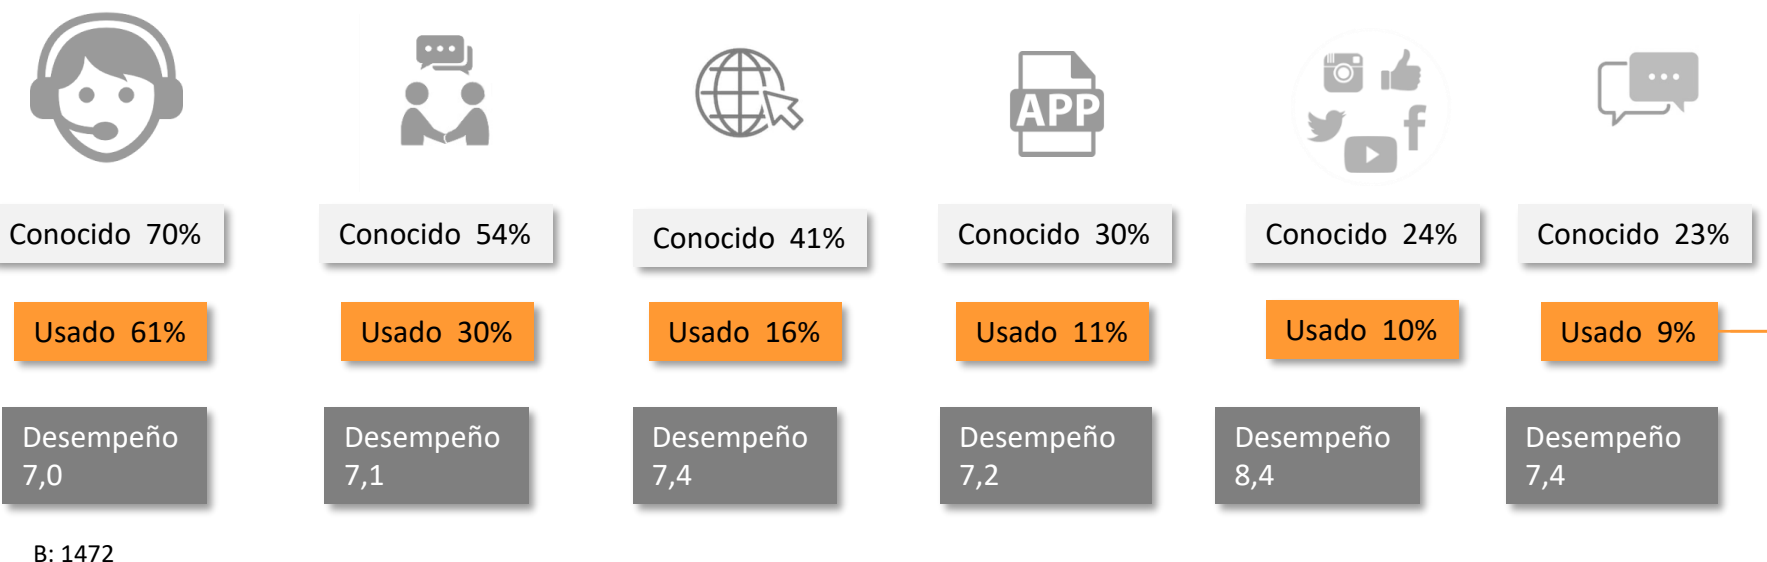 APP
Conocido 70%
Conocido 54%
Conocido 41%
Conocido 30%
Conocido 24%
Conocido 23%
Usado 61%
Usado 30%
Usado 16%
Usado 11%
Usado 10%
Usado 9%
Desempeño
7,0
Desempeño
7,1
Desempeño
7,4
Desempeño
7,2
Desempeño
8,4
Desempeño
7,4
B: 1472